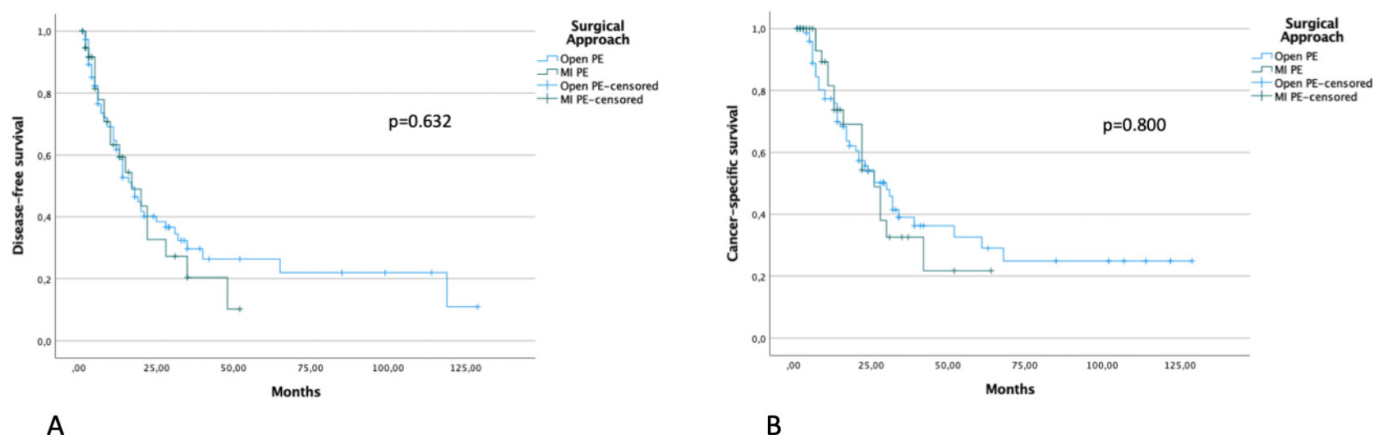 Surgical
Approach
Open PE
MI PE
Open PE-censored
MI PE-censored
p=0.632
Disease-free survival
1,0
0,8
0,6
0,4
0,2
0,0
,00
25,00
50,00
75,00
100,00
125,00
Months
A
Surgical
Approach
Open PE
MI PE
Open PE-censored
MI PE-censored
p=0.800
Cancer-specific survival
1,0
0,8
0,6
0,4
0,2
0,0
,00
25,00
50,00
75,00
100,00
125,00
Months
B